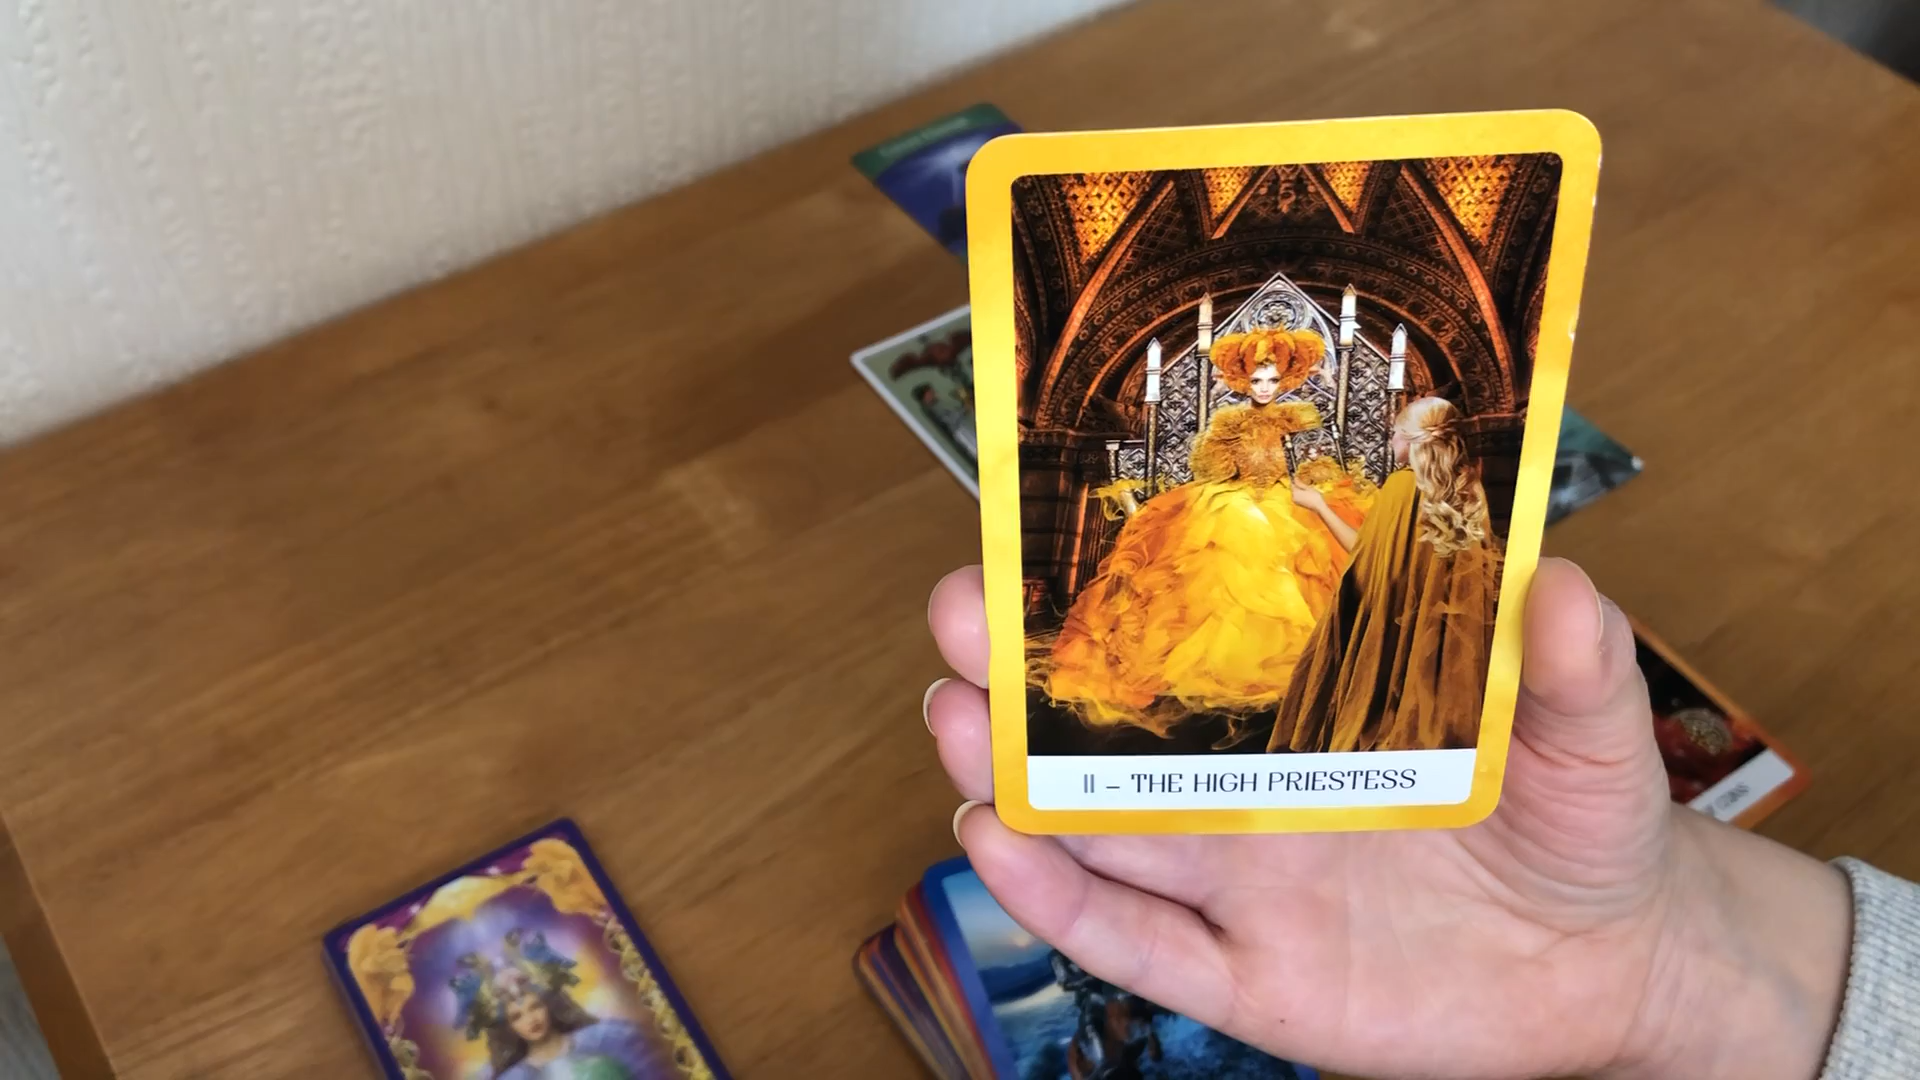 II – THE HIGH PRIESTESS